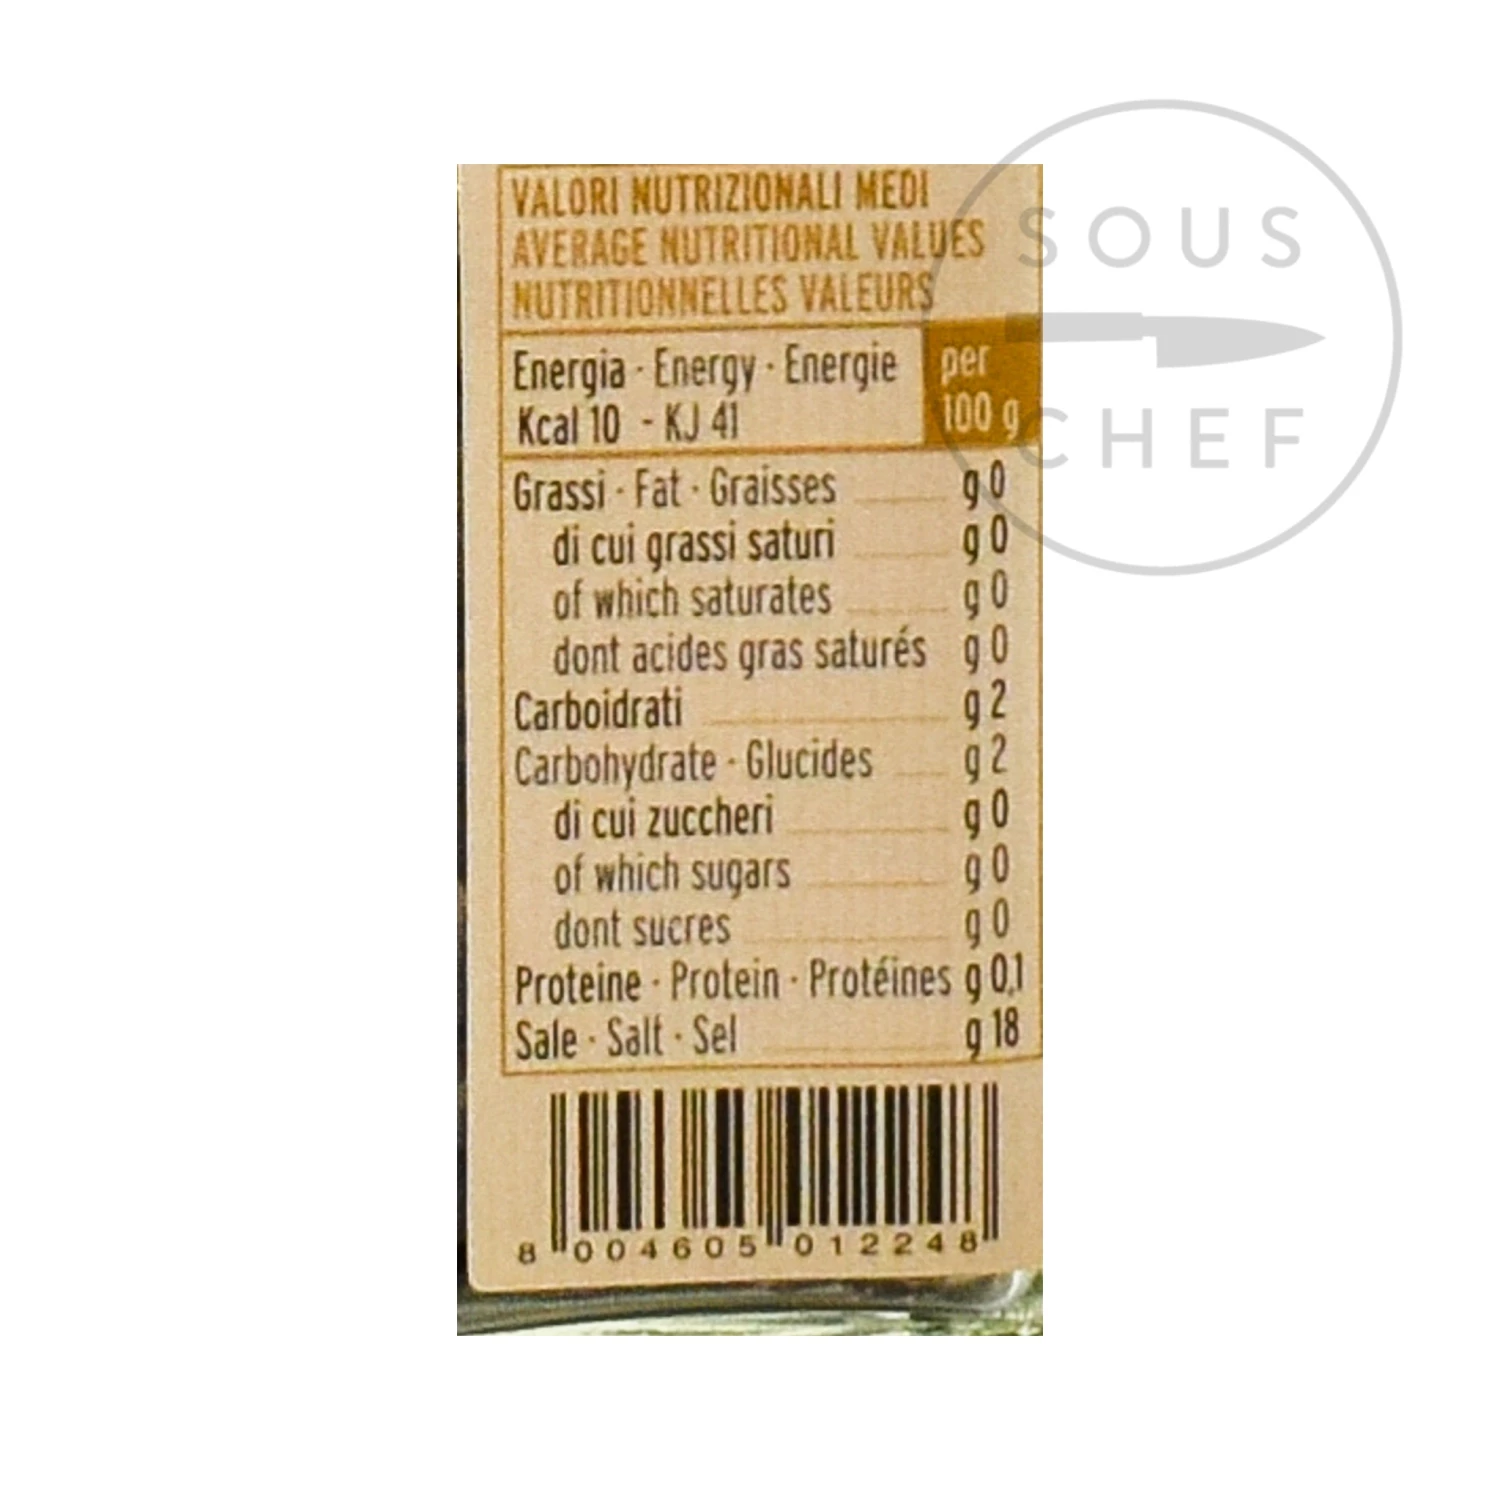 VALORI NUTRIZIONALI MEDI
AVERAGE NUTRITIONAL VALUES
NUTRITIONNELLES VALEURS
Energia · Energy · Energie
Kcal 10 - KJ 41
per
100 g
Grassi · Fat · Graisses g 0
di cui grassi saturi g 0
of which saturates g 0
dont acides gras saturés g 0
Carboidrati g 2
Carbohydrate · Glucides g 2
di cui zuccheri g 0
of which sugars g 0
dont sucres g 0
Proteine · Protein · Protéines g 0,1
Sale · Salt · Sel g 18
8 004605 012248
SOUS
CHEF